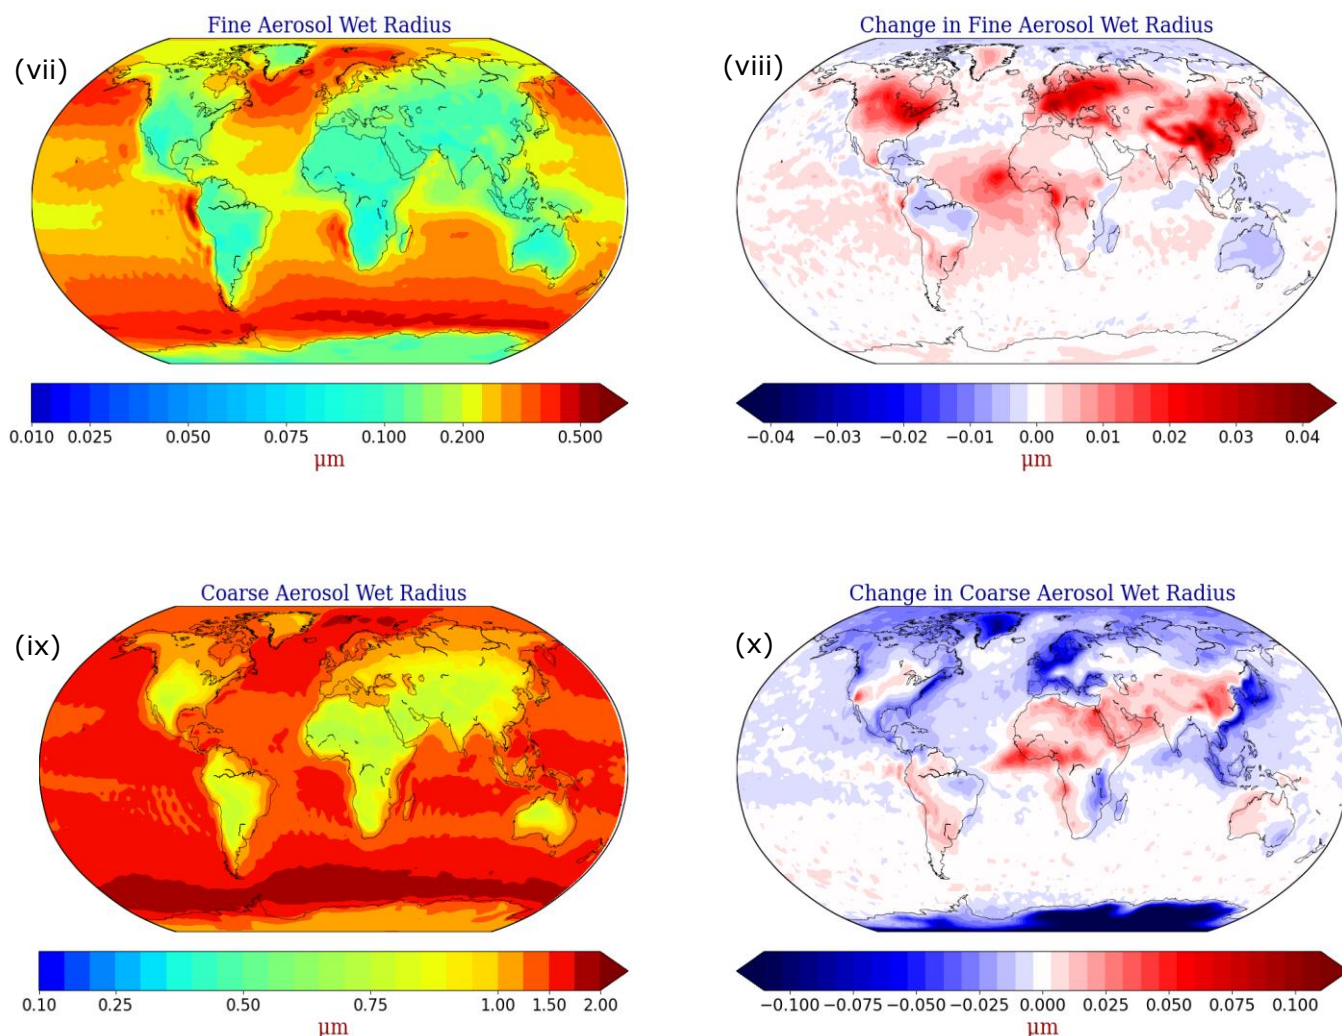 Fine Aerosol Wet Radius
(vii)
0.010 0.025 0.050 0.075 0.100 0.200 0.500
μm
Change in Fine Aerosol Wet Radius
(viii)
−0.04 −0.03 −0.02 −0.01 0.00 0.01 0.02 0.03 0.04
μm
Coarse Aerosol Wet Radius
(ix)
0.10 0.25 0.50 0.75 1.00 1.50 2.00
μm
Change in Coarse Aerosol Wet Radius
(x)
−0.100 −0.075 −0.050 −0.025 0.000 0.025 0.050 0.075 0.100
μm